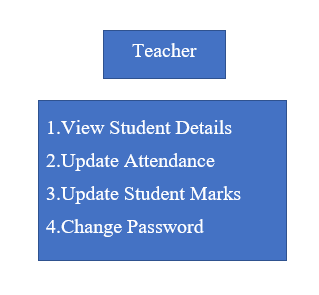 Teacher
1.View Student Details
2.Update Attendance
3.Update Student Marks
4.Change Password